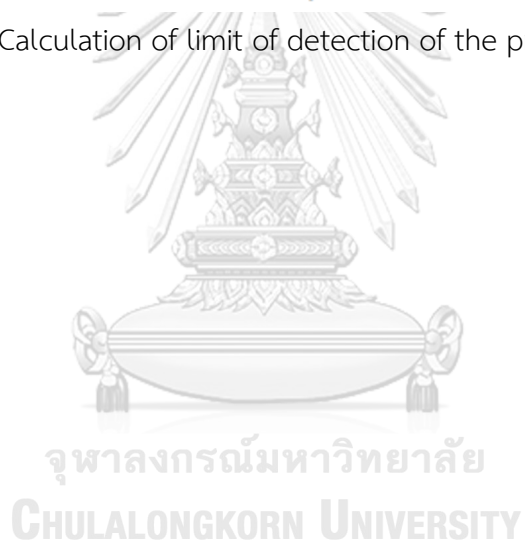 Calculation of limit of detection of the p
จุฬาลงกรณ์มหาวิทยาลัย
CHULALONGKORN UNIVERSITY